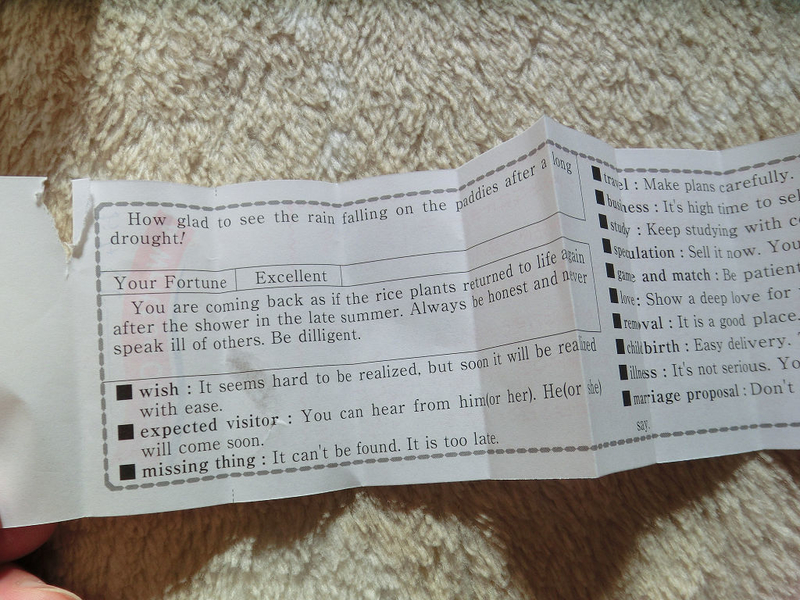 How glad to see the rain falling on the paddies after a long
drought!
Your Fortune Excellent
You are coming back as if the rice plants returned to life again
after the shower in the late summer. Always be honest and never
speak ill of others. Be dilligent.
■ wish : It seems hard to be realized, but soon it will be realized
with ease.
■ expected visitor : You can hear from him(or her). He(or she)
will come soon.
■ missing thing : It can't be found. It is too late.
■ travel : Make plans carefully.
■ business : It's high time to sel
■ study : Keep studying with c
■ speculation : Sell it now. You
■ game and match : Be patient
■ love : Show a deep love for
■ removal : It is a good place.
■ childbirth : Easy delivery.
■ illness : It's not serious. Yo
■ marriage proposal : Don't
say.